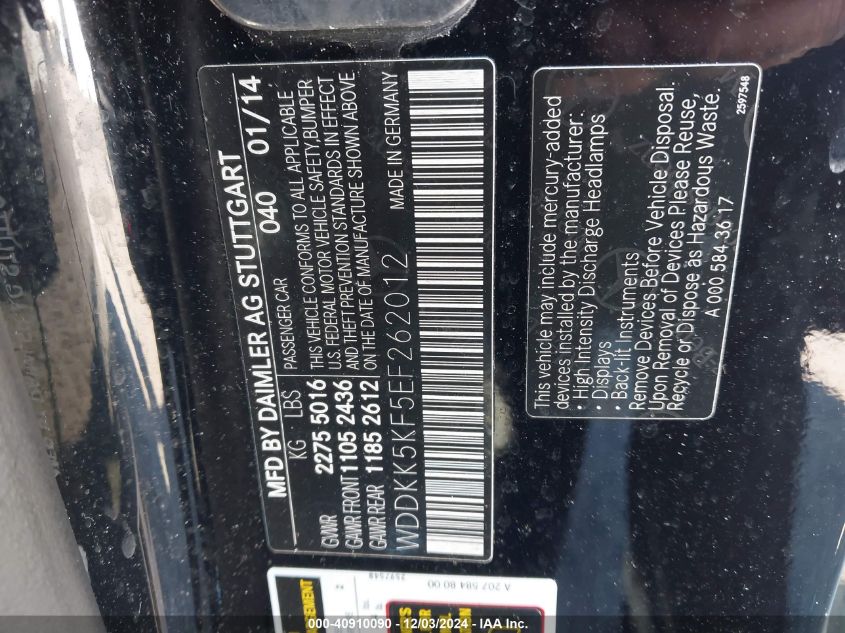 MFD BY DAIMLER AG STUTTGART
KG LBS 040 01/14
GVWR 2275 5016 PASSENGER CAR
GAWR FRONT 1105 2436
GAWR REAR 1185 2612
THIS VEHICLE CONFORMS TO ALL APPLICABLE
U.S. FEDERAL MOTOR VEHICLE SAFETY, BUMPER
AND THEFT PREVENTION STANDARDS IN EFFECT
ON THE DATE OF MANUFACTURE SHOWN ABOVE
WDDKK5KF5EF262012 MADE IN GERMANY
This vehicle may include mercury-added
devices installed by the manufacturer:
• High Intensity Discharge Headlamps
• Displays
• Back-lit Instruments
Remove Devices Before Vehicle Disposal.
Upon Removal of Devices Please Reuse,
Recycle or Dispose as Hazardous Waste.
A 000 584 36 17
2597548
2597548
A 207 584 80 00
000-40910090 - 12/03/2024 - IAA Inc.